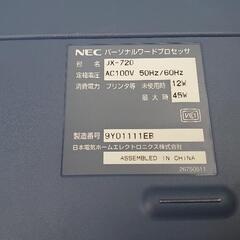 NEC パーソナルワードプロセッサ
形名 JX-720
定格電圧 AC100V 50Hz/60Hz
消費電力 プリンタ等 未使用時 12W
最大時 45W
VCCI
製造番号 9Y01111EB
日本電気ホームエレクトロニクス株式会社
ASSEMBLED IN CHINA
26750511